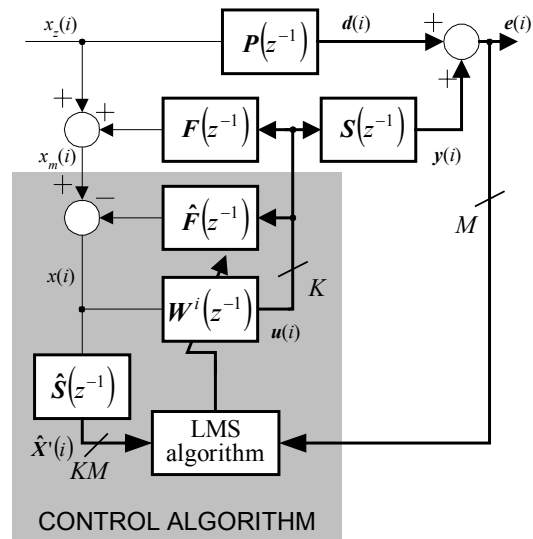 x_z(i)
P(z⁻¹)
d(i)
+
e(i)
+
+
+
F(z⁻¹)
S(z⁻¹)
y(i)
x_m(i)
+
−
F̂(z⁻¹)
M
x(i)
W^i(z⁻¹)
K
u(i)
Ŝ(z⁻¹)
X̂'(i)
KM
LMS
algorithm
CONTROL ALGORITHM